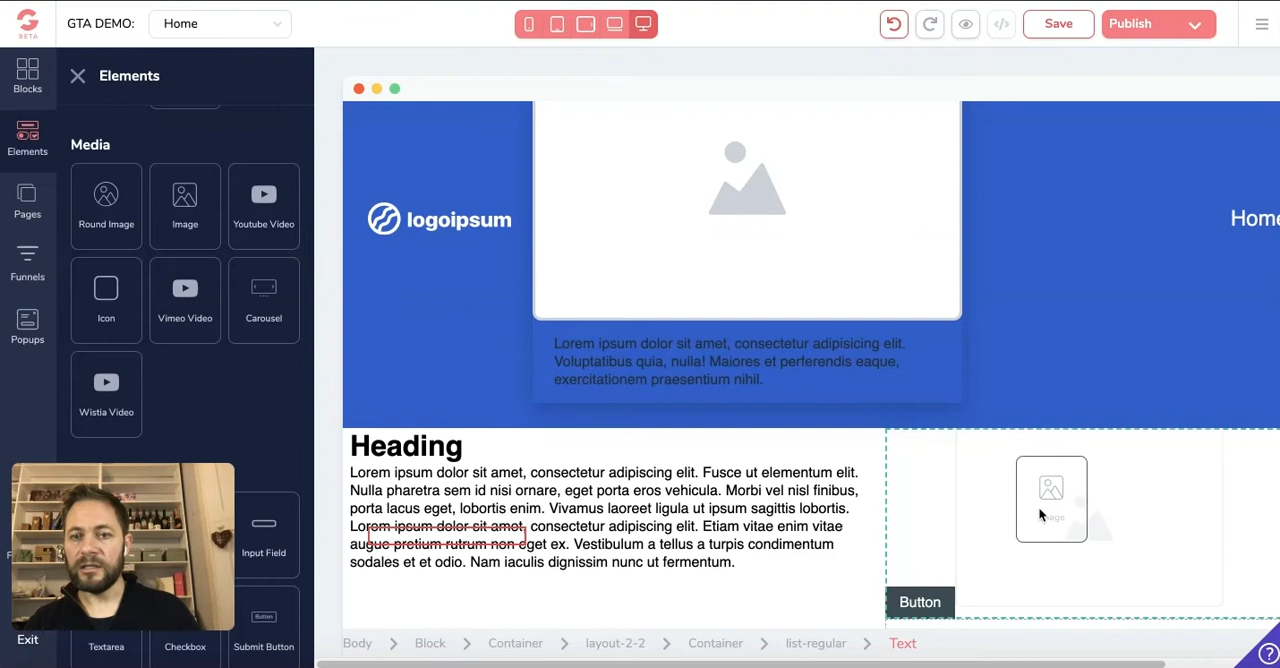 BETA
GTA DEMO:
Home
Save
Publish
Blocks
Elements
Pages
Funnels
Popups
Exit
Elements
Media
Round Image
Image
Youtube Video
Icon
Vimeo Video
Carousel
Wistia Video
Input Field
Button
Textarea
Checkbox
Submit Button
logoipsum
Home
Lorem ipsum dolor sit amet, consectetur adipisicing elit.
Voluptatibus quia, nulla! Maiores et perferendis eaque,
exercitationem praesentium nihil.
Heading
Lorem ipsum dolor sit amet, consectetur adipiscing elit. Fusce ut elementum elit.
Nulla pharetra sem id nisi ornare, eget porta eros vehicula. Morbi vel nisl finibus,
porta lacus eget, lobortis enim. Vivamus laoreet ligula ut ipsum sagittis lobortis.
Lorem ipsum dolor sit amet, consectetur adipiscing elit. Etiam vitae enim vitae
augue pretium rutrum non eget ex. Vestibulum a tellus a turpis condimentum
sodales et et odio. Nam iaculis dignissim nunc ut fermentum.
Button
Body > Block > Container > layout-2-2 > Container > list-regular > Text
?